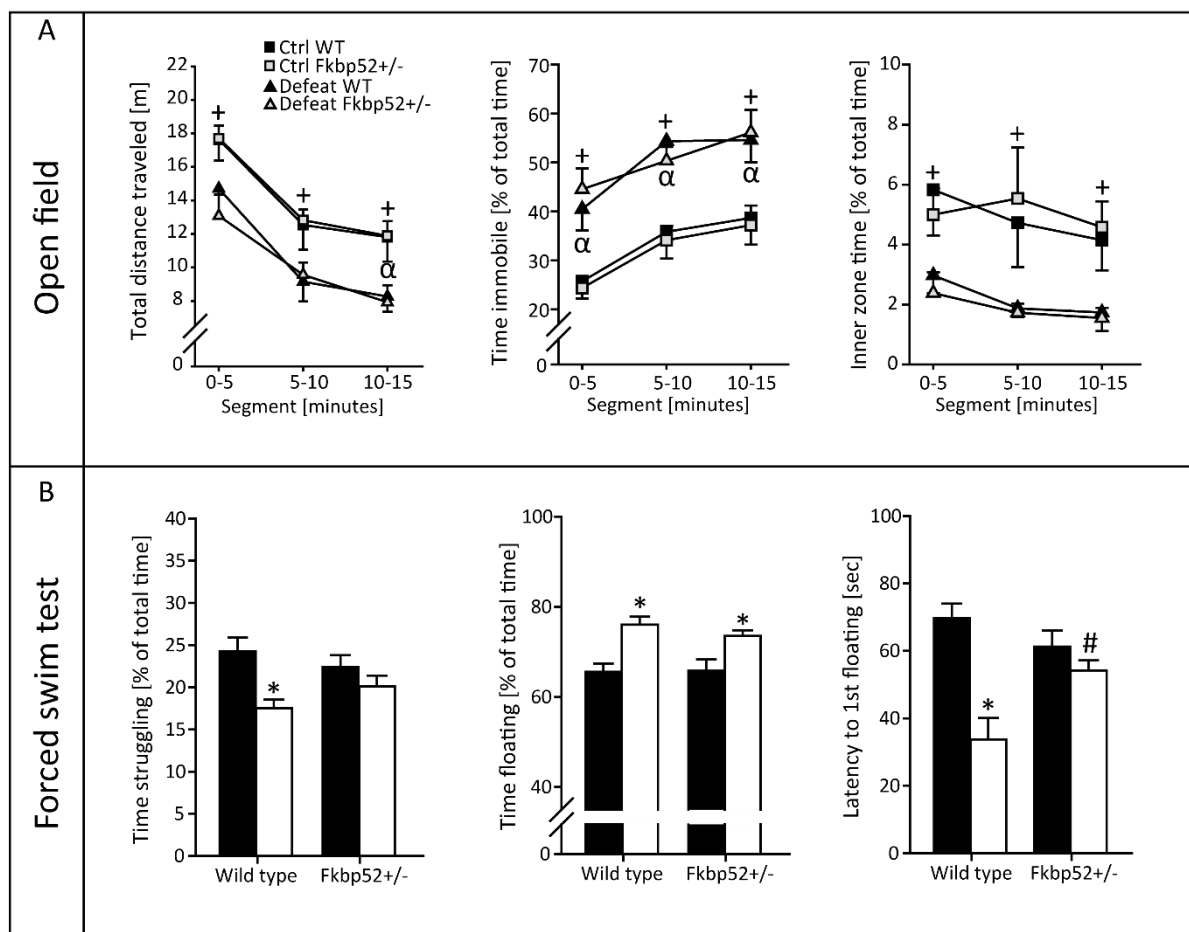 A
Open field
Ctrl WT
Ctrl Fkbp52+/-
Defeat WT
Defeat Fkbp52+/-
Total distance traveled [m]
22
20
18
16
14
12
10
8
0
+
+
+
α
0-5 5-10 10-15
Segment [minutes]
Time immobile [% of total time]
70
60
50
40
30
20
0
+
+
+
α
α
α
0-5 5-10 10-15
Segment [minutes]
Inner zone time [% of total time]
10
8
6
4
2
0
+
+
+
0-5 5-10 10-15
Segment [minutes]
B
Forced swim test
Time struggling [% of total time]
40
35
30
25
20
15
10
5
0
*
Wild type Fkbp52+/-
Time floating [% of total time]
100
80
60
40
0
*
*
Wild type Fkbp52+/-
Latency to 1st floating [sec]
100
80
60
40
20
0
*
#
Wild type Fkbp52+/-